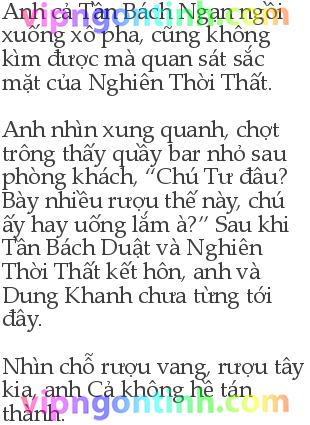 Anh cả Tần Bách Ngạn ngồi
xuống xô pha, cũng không
kìm được mà quan sát sắc
mặt của Nghiên Thời Thất.
Anh nhìn xung quanh, chợt
trông thấy quầy bar nhỏ sau
phòng khách, “Chú Tư đâu?
Bày nhiều rượu thế này, chú
ấy hay uống lắm à?” Sau khi
Tần Bách Duật và Nghiên
Thời Thất kết hôn, anh và
Dung Khanh chưa từng tới
đây.
Nhìn chỗ rượu vang, rượu tây
kia, anh Cả không hề tán
thành.
vipngontinh.com
vipngontinh.com